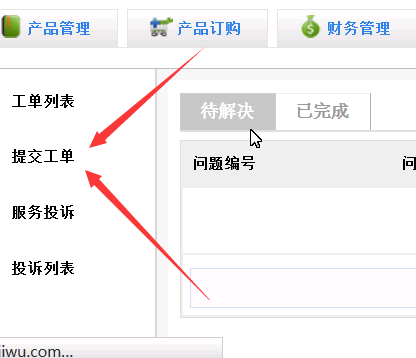 产品管理 产品订购 财务管理
工单列表
待解决 已完成
提交工单
问题编号 问
服务投诉
投诉列表
jiwu.com...